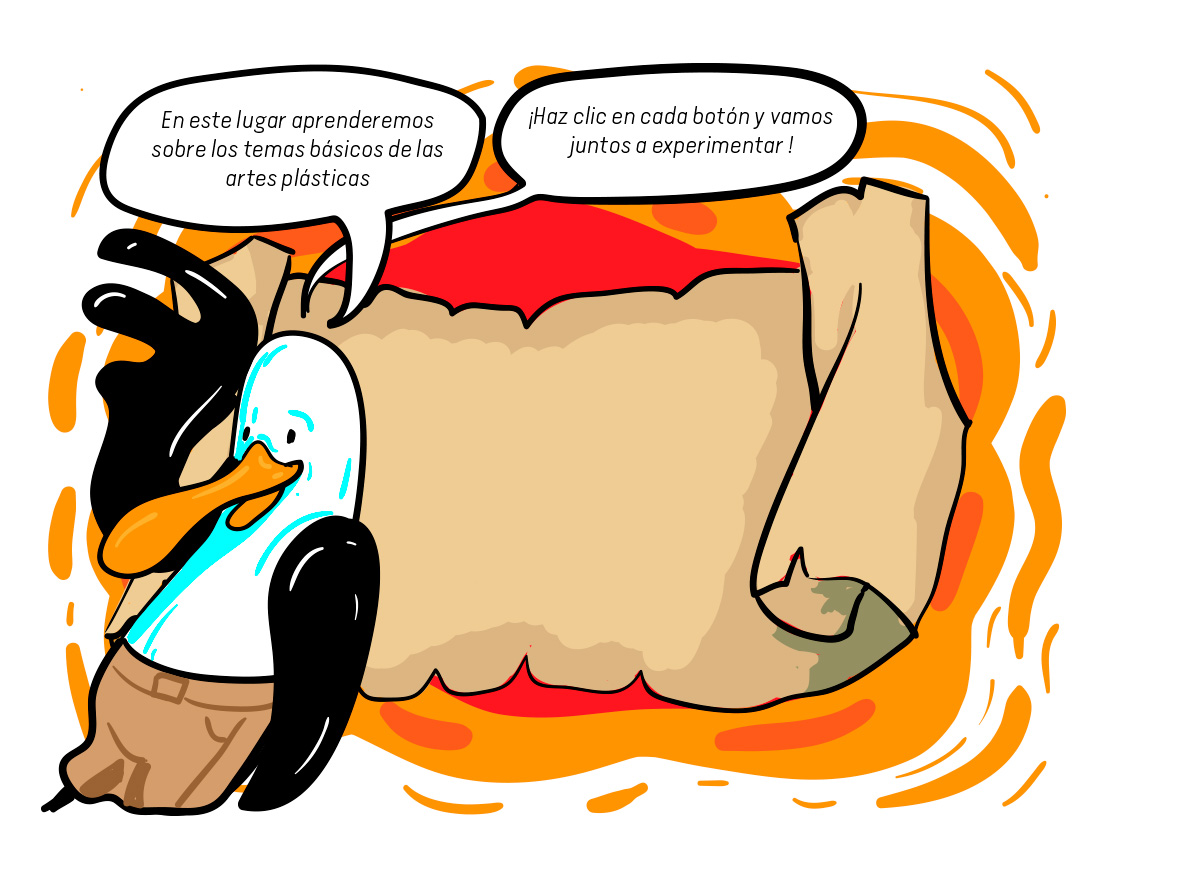 En este lugar aprenderemos
sobre los temas básicos de las
artes plásticas
¡Haz clic en cada botón y vamos
juntos a experimentar !